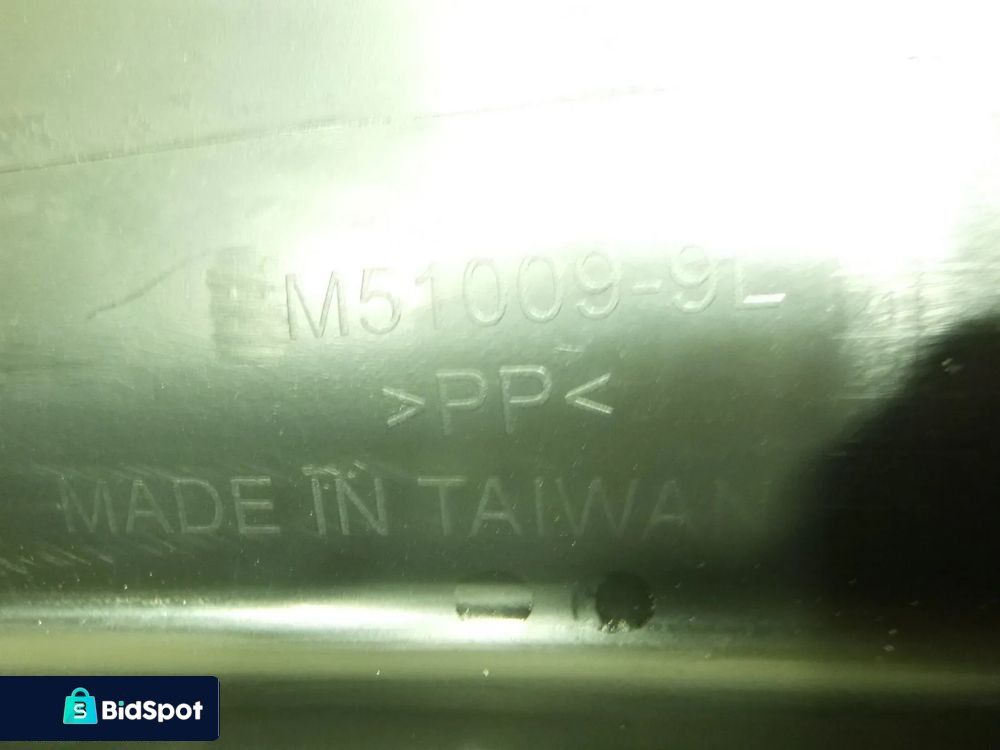 M51009-9L
>PP<
MADE IN TAIWAN
BidSpot